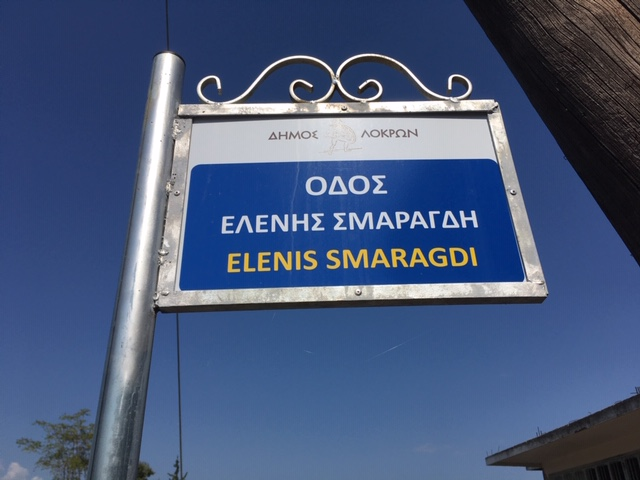 ΔΗΜΟΣ ΛΟΚΡΩΝ
ΟΔΟΣ
ΕΛΕΝΗΣ ΣΜΑΡΑΓΔΗ
ELENIS SMARAGDI